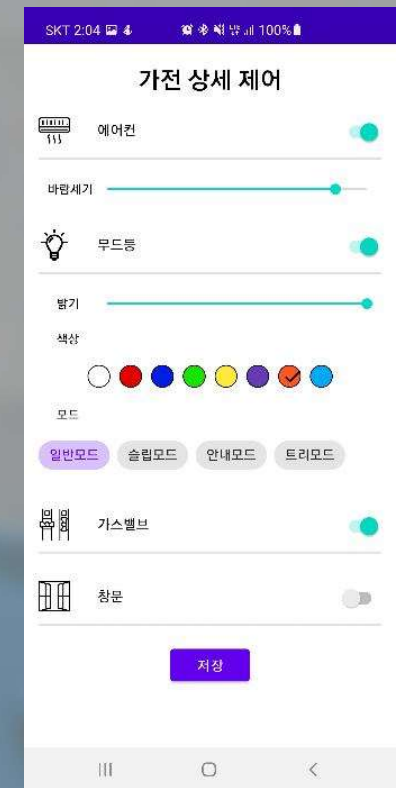 SKT 2:04 100%
가전 상세 제어
에어컨
바람세기
무드등
밝기
색상
모드
일반모드 슬립모드 안내모드 트리모드
가스밸브
창문
저장